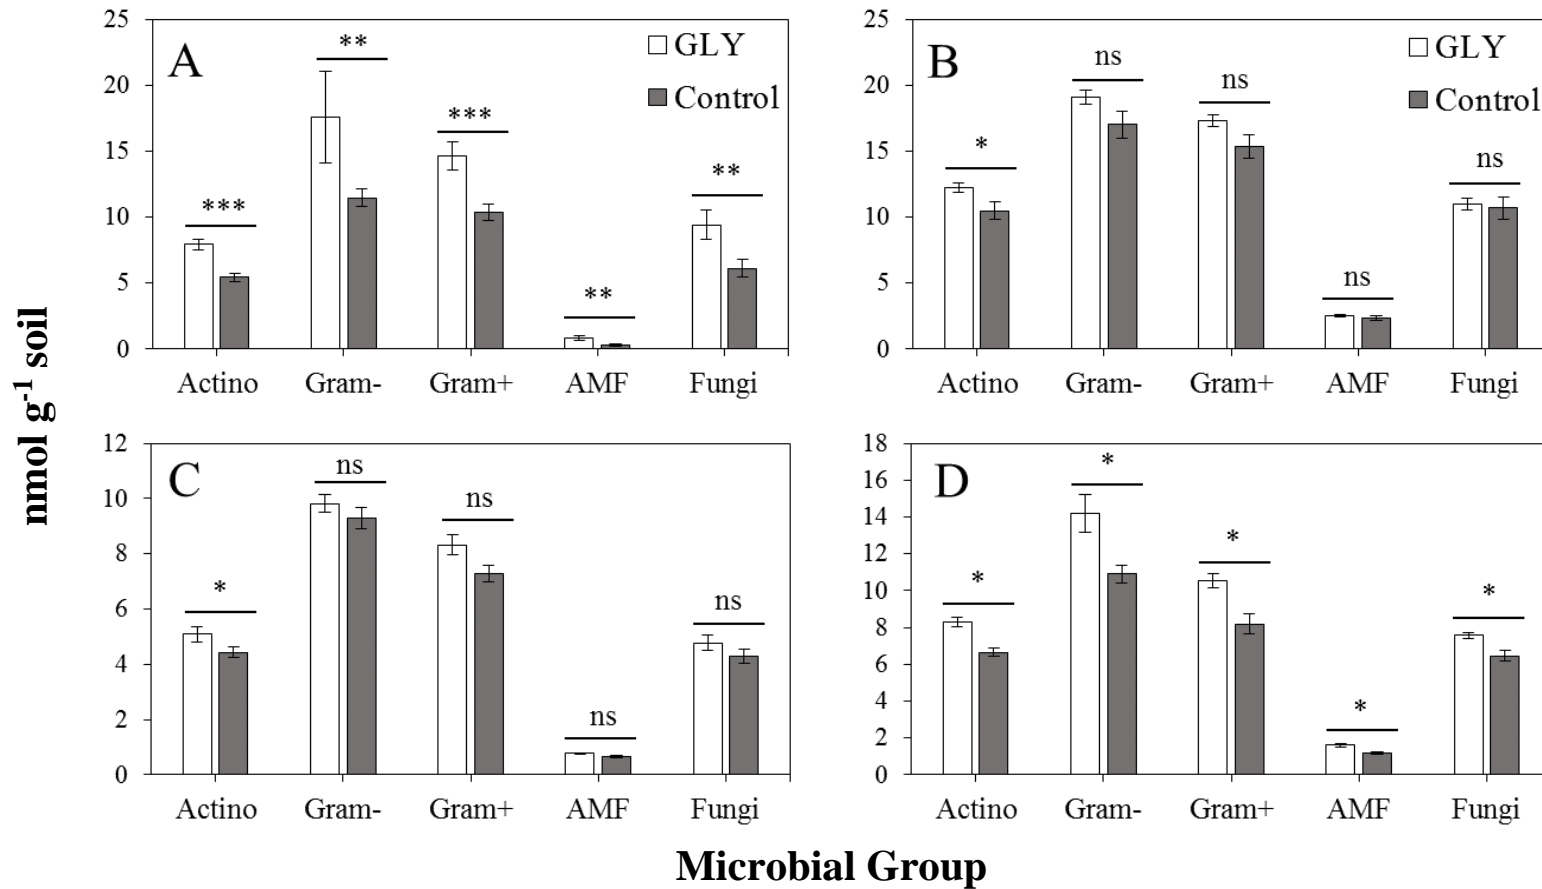 nmol g-1 soil
A
GLY
Control
25
20
15
10
5
0
***
**
***
**
**
Actino Gram- Gram+ AMF Fungi
B
GLY
Control
25
20
15
10
5
0
*
ns
ns
ns
ns
Actino Gram- Gram+ AMF Fungi
C
12
10
8
6
4
2
0
*
ns
ns
ns
ns
Actino Gram- Gram+ AMF Fungi
D
18
16
14
12
10
8
6
4
2
0
*
*
*
*
*
Actino Gram- Gram+ AMF Fungi
Microbial Group